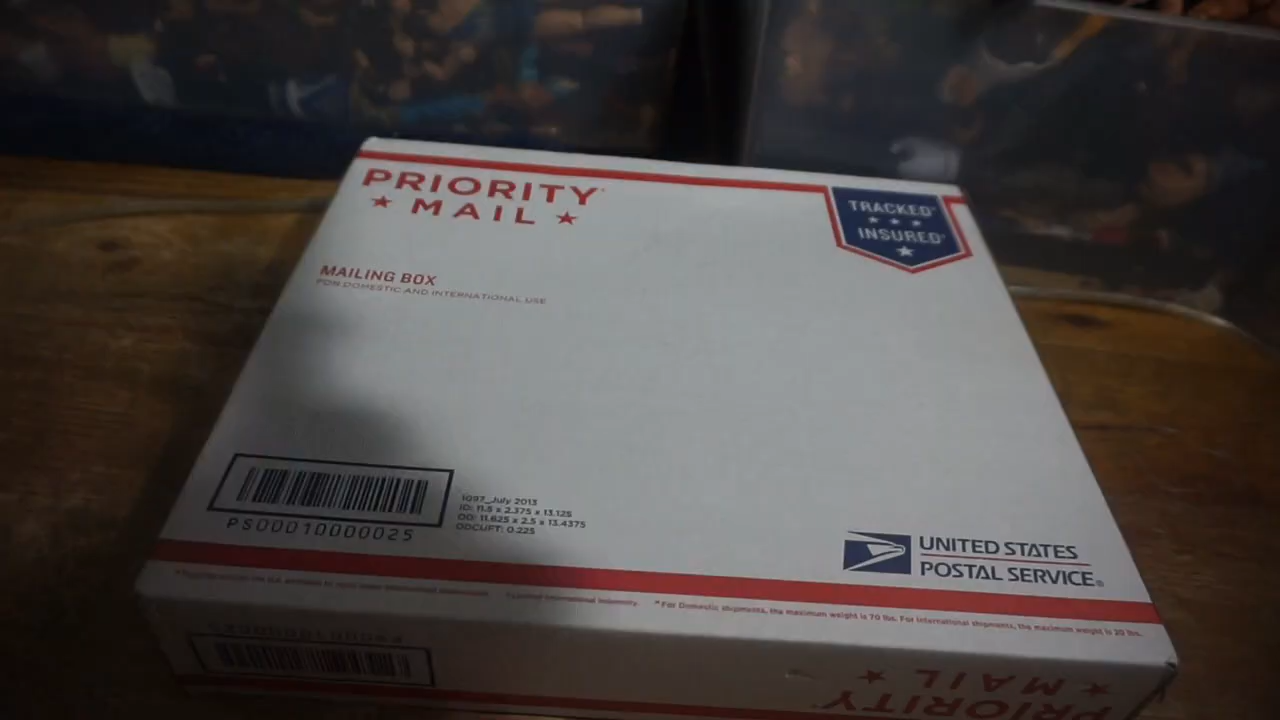 PRIORITY
★ MAIL ★
TRACKED
★ ★ ★
INSURED
★
MAILING BOX
FOR DOMESTIC AND INTERNATIONAL USE
PS00010000025
1097_July 2013
ID: 11.5 x 2.375 x 13.125
OD: 11.625 x 2.5 x 13.4375
ODCUFT: 0.225
UNITED STATES
POSTAL SERVICE®
*For Domestic shipments, the maximum weight is 70 lbs. For international shipments, the maximum weight is 20 lbs.
PRIORITY
★ MAIL ★